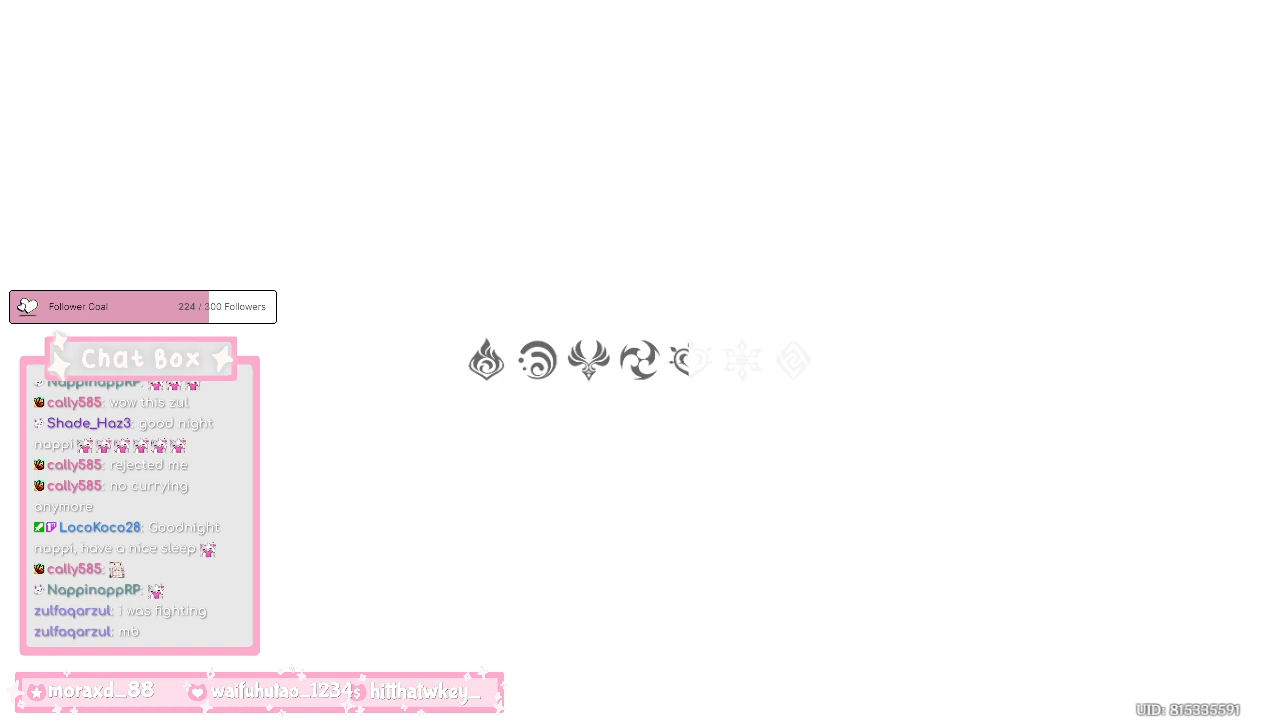 Follower Goal 224 / 300 Followers
Chat Box
NappinappRP:
cally585: wow this zul
Shade_Haz3: good night
nappi
cally585: rejected me
cally585: no currying
anymore
LocoKoco28: Goodnight
nappi, have a nice sleep
cally585:
NappinappRP:
zulfaqarzul: i was fighting
zulfaqarzul: mb
moraxd_88 waifuhutao_1234s hitthatwkey_
UID: 815335591